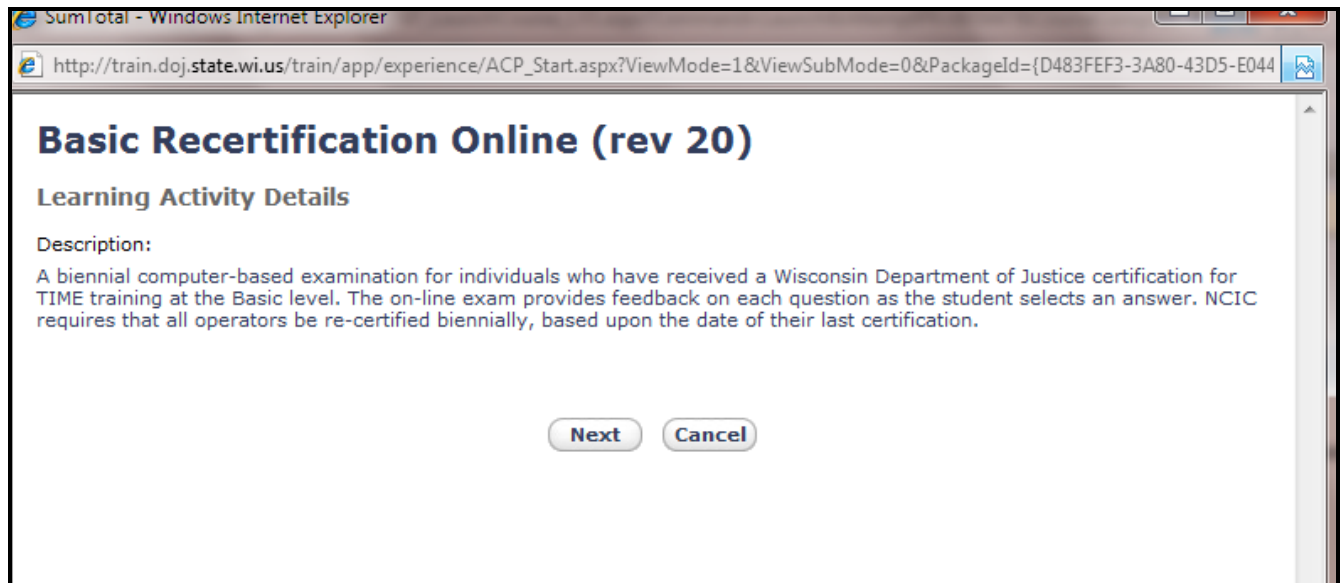 SumTotal - Windows Internet Explorer
http://train.doj.state.wi.us/train/app/experience/ACP_Start.aspx?ViewMode=1&ViewSubMode=0&PackageId={D483FEF3-3A80-43D5-E044
Basic Recertification Online (rev 20)
Learning Activity Details
Description:
A biennial computer-based examination for individuals who have received a Wisconsin Department of Justice certification for
TIME training at the Basic level. The on-line exam provides feedback on each question as the student selects an answer. NCIC
requires that all operators be re-certified biennially, based upon the date of their last certification.
Next Cancel